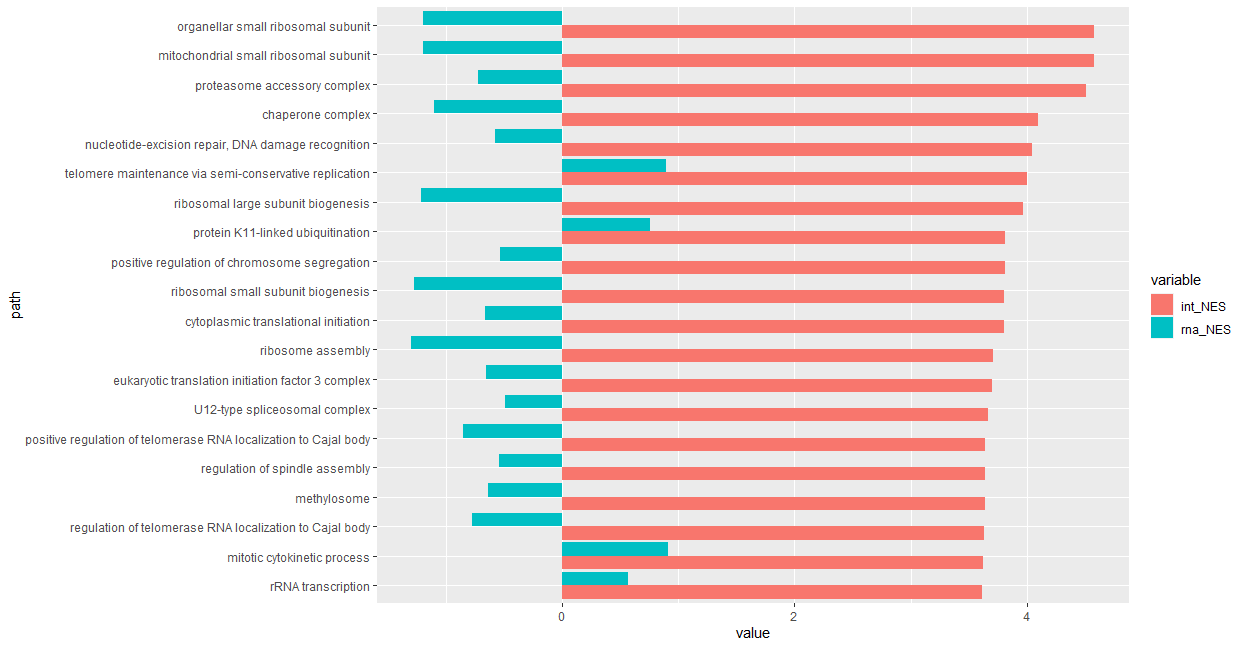 organellar small ribosomal subunit
mitochondrial small ribosomal subunit
proteasome accessory complex
chaperone complex
nucleotide-excision repair, DNA damage recognition
telomere maintenance via semi-conservative replication
ribosomal large subunit biogenesis
protein K11-linked ubiquitination
positive regulation of chromosome segregation
ribosomal small subunit biogenesis
cytoplasmic translational initiation
ribosome assembly
eukaryotic translation initiation factor 3 complex
U12-type spliceosomal complex
positive regulation of telomerase RNA localization to Cajal body
regulation of spindle assembly
methylosome
regulation of telomerase RNA localization to Cajal body
mitotic cytokinetic process
rRNA transcription
path
0 2 4
value
variable
int_NES
rna_NES